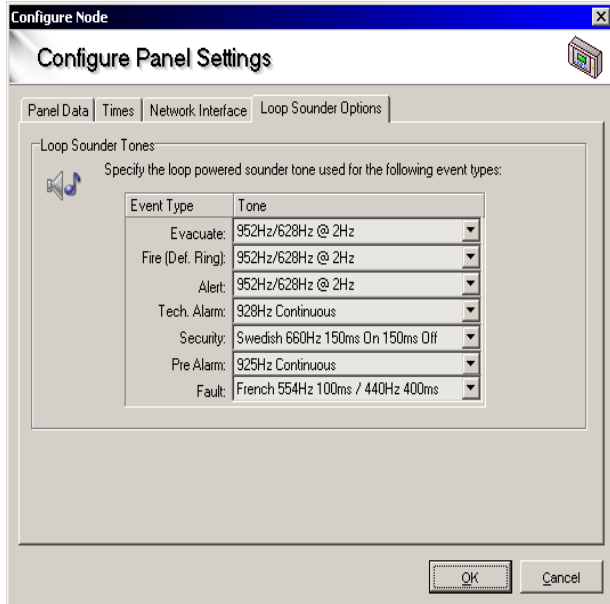 Configure Node
Configure Panel Settings
Panel Data Times Network Interface Loop Sounder Options
Loop Sounder Tones
Specify the loop powered sounder tone used for the following event types:
Event Type Tone
Evacuate: 952Hz/628Hz @ 2Hz
Fire (Def. Ring): 952Hz/628Hz @ 2Hz
Alert: 952Hz/628Hz @ 2Hz
Tech. Alarm: 928Hz Continuous
Security: Swedish 660Hz 150ms On 150ms Off
Pre Alarm: 925Hz Continuous
Fault: French 554Hz 100ms / 440Hz 400ms
OK Cancel